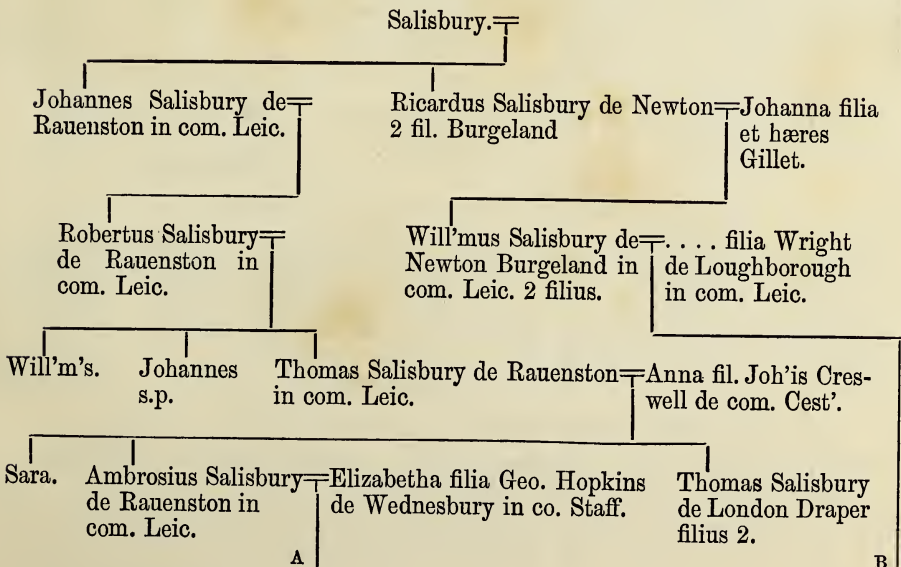 Salisbury.
Johannes Salisbury de
Rauenston in com. Leic.
Ricardus Salisbury de Newton
2 fil. Burgeland
Johanna filia
et hæres
Gillet.
Robertus Salisbury
de Rauenston in
com. Leic.
Will'mus Salisbury de
Newton Burgeland in
com. Leic. 2 filius.
. . . . filia Wright
de Loughborough
in com. Leic.
Will'm's.
Johannes
s.p.
Thomas Salisbury de Rauenston
in com. Leic.
Anna fil. Joh'is Cres-
well de com. Cest'.
Sara.
Ambrosius Salisbury
de Rauenston in
com. Leic.
Elizabetha filia Geo. Hopkins
de Wednesbury in co. Staff.
Thomas Salisbury
de London Draper
filius 2.
A
B